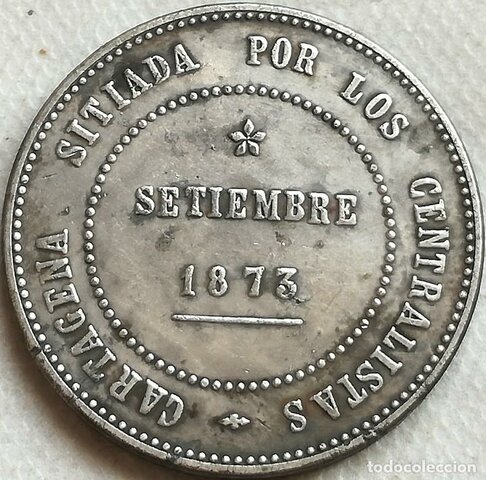 CARTAGENA SITIADA POR LOS CENTRALISTAS
SETIEMBRE
1873
todocoleccion